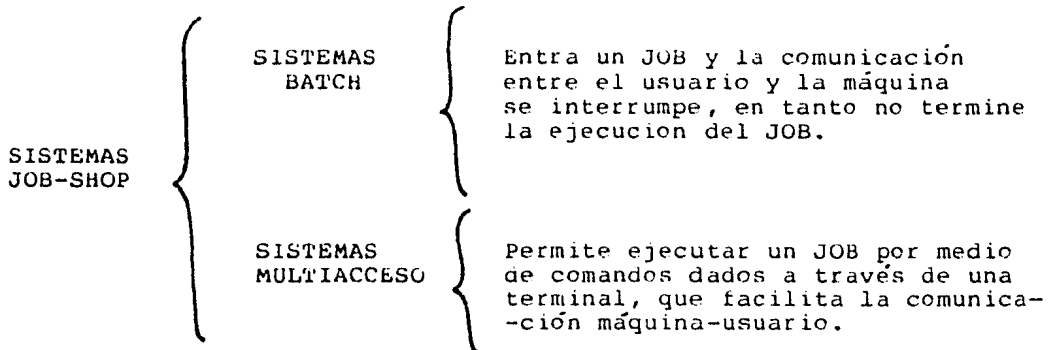 SISTEMAS
JOB-SHOP
SISTEMAS
BATCH
Entra un JOB y la comunicación
entre el usuario y la máquina
se interrumpe, en tanto no termine
la ejecucion del JOB.
SISTEMAS
MULTIACCESO
Permite ejecutar un JOB por medio
de comandos dados a través de una
terminal, que facilita la comunica-
-ción máquina-usuario.